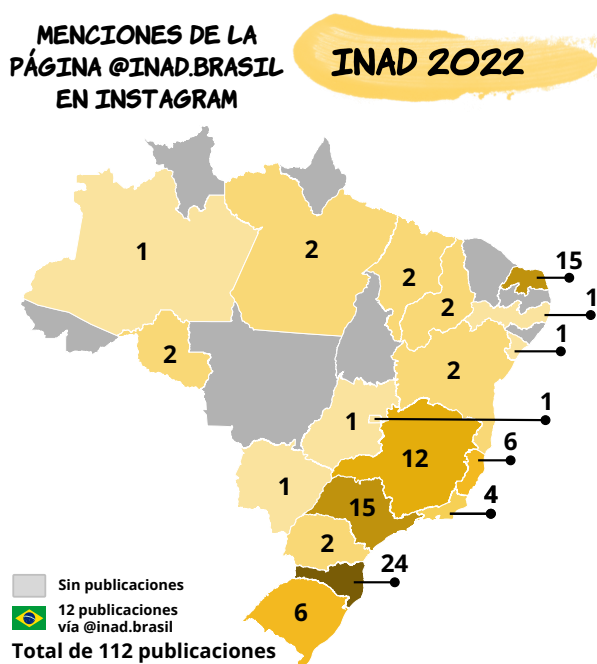 MENCIONES DE LA
PÁGINA @INAD.BRASIL
EN INSTAGRAM
INAD 2022
1
2
2
2
15
1
1
2
2
1
1
12
6
1
15
4
2
24
6
Sin publicaciones
12 publicaciones
vía @inad.brasil
Total de 112 publicaciones